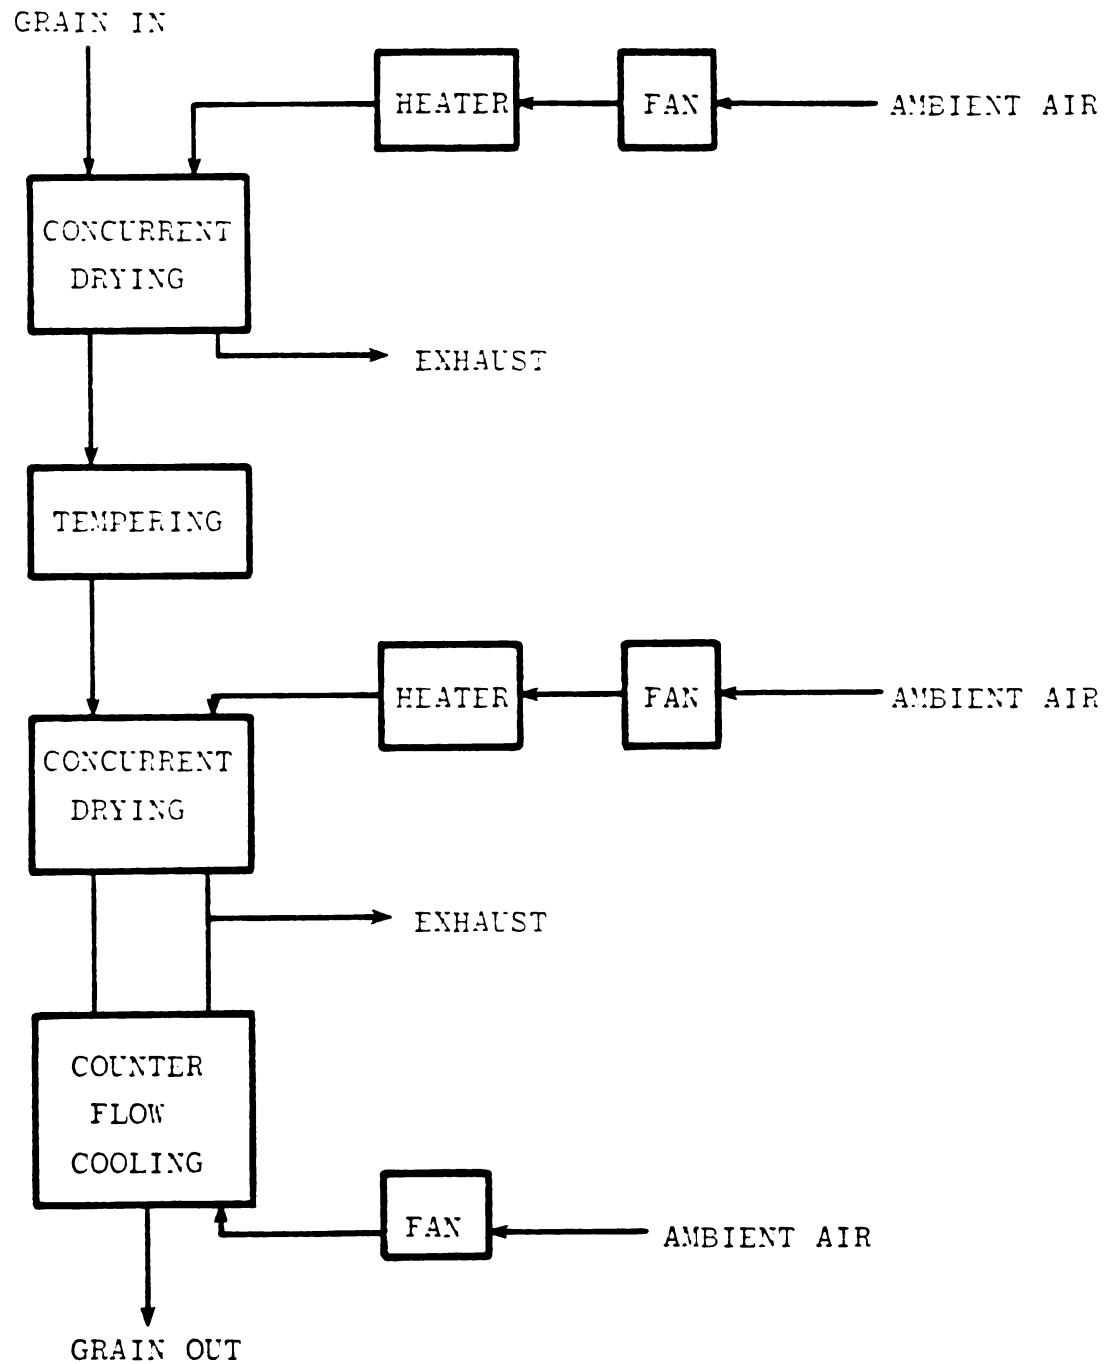 GRAIN IN
HEATER
FAN
AMBIENT AIR
CONCURRENT
DRYING
EXHAUST
TEMPERING
HEATER
FAN
AMBIENT AIR
CONCURRENT
DRYING
EXHAUST
COUNTER
FLOW
COOLING
FAN
AMBIENT AIR
GRAIN OUT